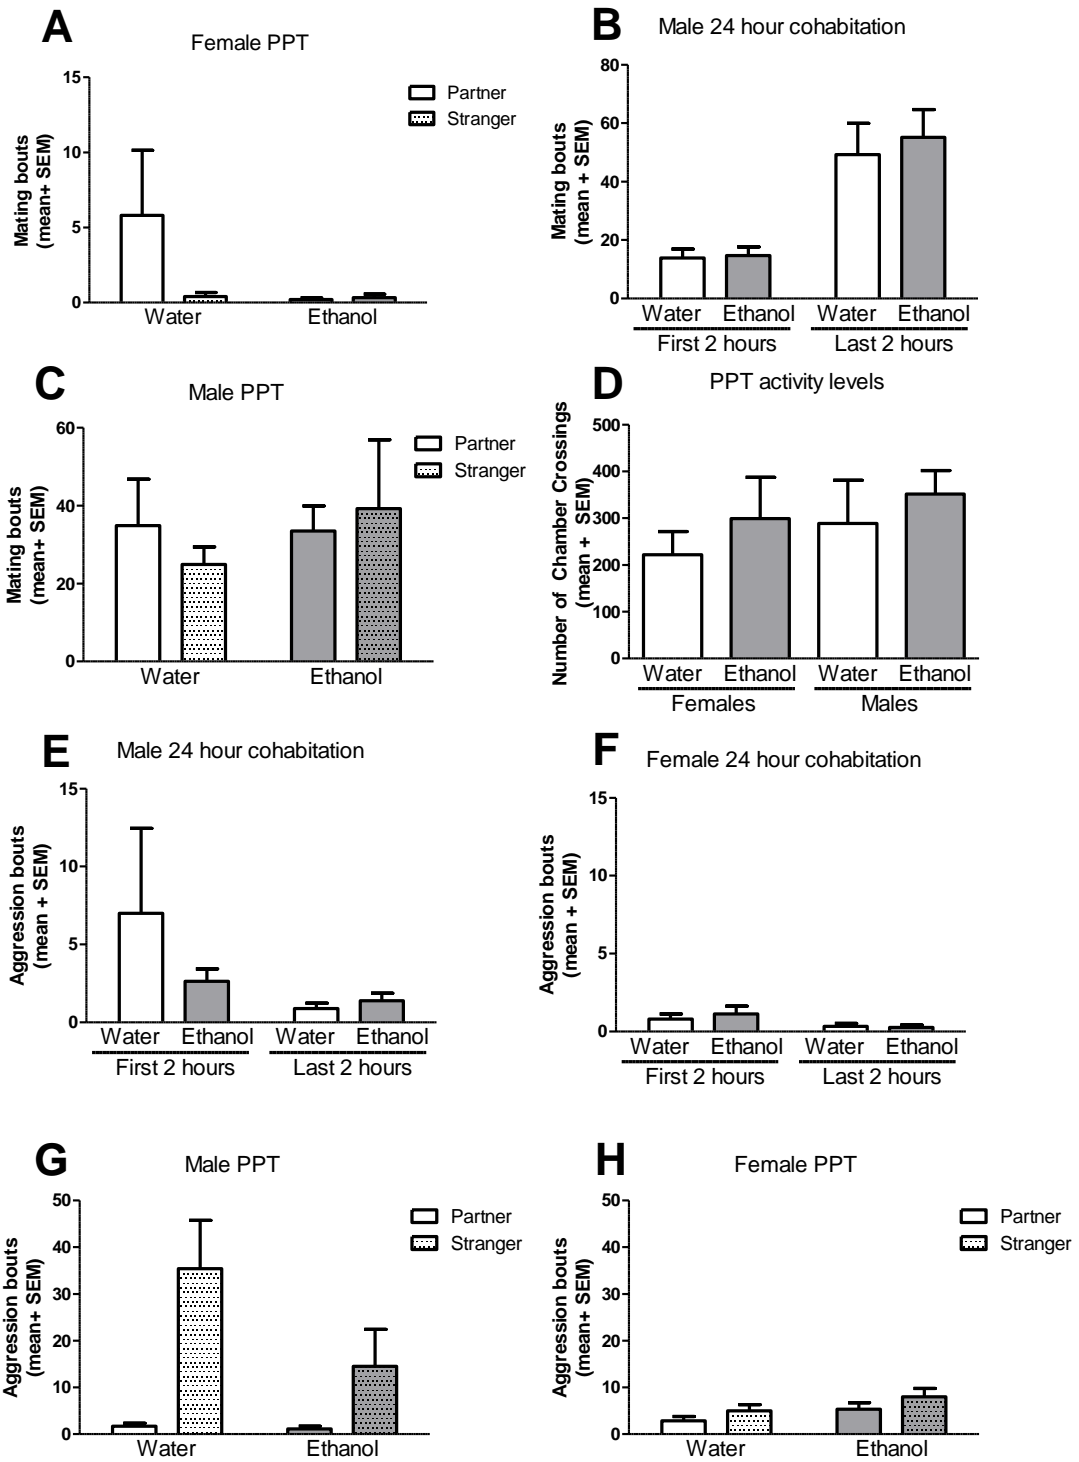 A
Female PPT
Mating bouts
(mean+ SEM)
15
10
5
0
Water
Ethanol
Partner
Stranger
B
Male 24 hour cohabitation
Mating bouts
(mean + SEM)
80
60
40
20
0
Water Ethanol Water Ethanol
First 2 hours Last 2 hours
C
Male PPT
Mating bouts
(mean+ SEM)
60
40
20
0
Water
Ethanol
Partner
Stranger
D
PPT activity levels
Number of Chamber Crossings
(mean + SEM)
500
400
300
200
100
0
Water Ethanol Water Ethanol
Females Males
E
Male 24 hour cohabitation
Aggression bouts
(mean + SEM)
15
10
5
0
Water Ethanol Water Ethanol
First 2 hours Last 2 hours
F
Female 24 hour cohabitation
Aggression bouts
(mean + SEM)
15
10
5
0
Water Ethanol Water Ethanol
First 2 hours Last 2 hours
G
Male PPT
Aggression bouts
(mean+ SEM)
50
40
30
20
10
0
Water
Ethanol
Partner
Stranger
H
Female PPT
Aggression bouts
(mean+ SEM)
50
40
30
20
10
0
Water
Ethanol
Partner
Stranger